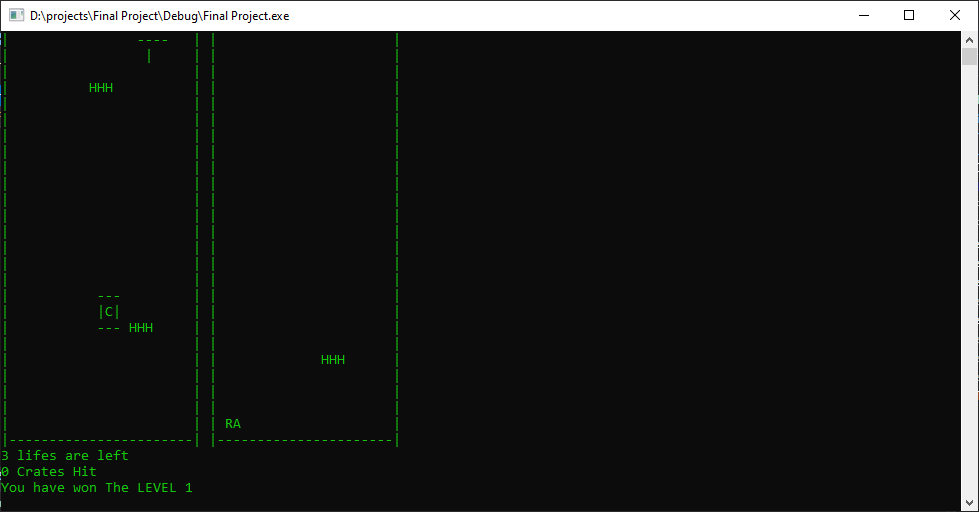 D:\projects\Final Project\Debug\Final Project.exe
|                ----   | |                      |
|                 |     | |                      |
|                       | |                      |
|          HHH          | |                      |
|                       | |                      |
|                       | |                      |
|                       | |                      |
|                       | |                      |
|                       | |                      |
|                       | |                      |
|                       | |                      |
|                       | |                      |
|                       | |                      |
|                       | |                      |
|                       | |                      |
|                       | |                      |
|           ---         | |                      |
|           |C|         | |                      |
|           --- HHH     | |                      |
|                       | |                      |
|                       | |             HHH      |
|                       | |                      |
|                       | |                      |
|                       | |                      |
|                       | | RA                   |
|-----------------------| |----------------------|
3 lifes are left
0 Crates Hit
You have won The LEVEL 1